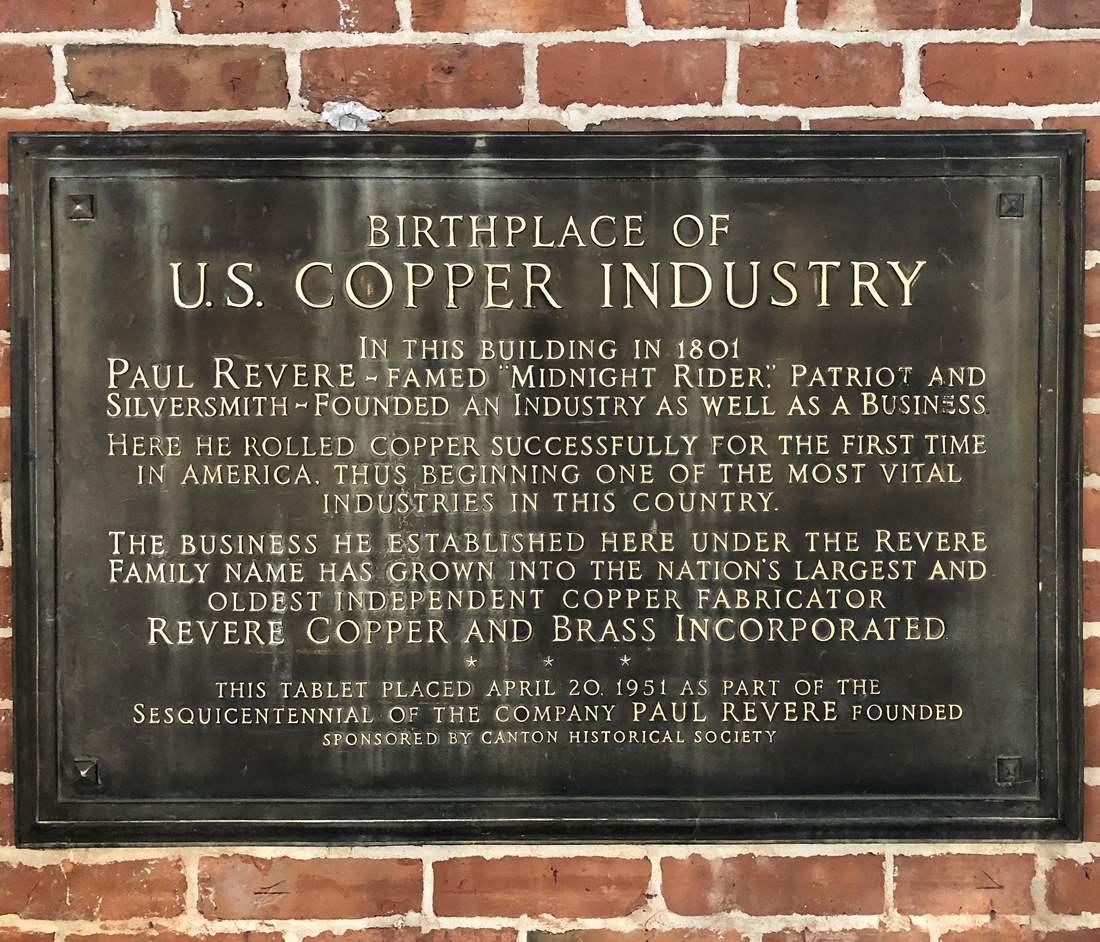 BIRTHPLACE OF
U.S. COPPER INDUSTRY
IN THIS BUILDING IN 1801
PAUL REVERE ~ FAMED "MIDNIGHT RIDER," PATRIOT AND
SILVERSMITH ~ FOUNDED AN INDUSTRY AS WELL AS A BUSINESS.
HERE HE ROLLED COPPER SUCCESSFULLY FOR THE FIRST TIME
IN AMERICA, THUS BEGINNING ONE OF THE MOST VITAL
INDUSTRIES IN THIS COUNTRY.
THE BUSINESS HE ESTABLISHED HERE UNDER THE REVERE
FAMILY NAME HAS GROWN INTO THE NATION'S LARGEST AND
OLDEST INDEPENDENT COPPER FABRICATOR
REVERE COPPER AND BRASS INCORPORATED
* * *
THIS TABLET PLACED APRIL 20, 1951 AS PART OF THE
SESQUICENTENNIAL OF THE COMPANY PAUL REVERE FOUNDED
SPONSORED BY CANTON HISTORICAL SOCIETY